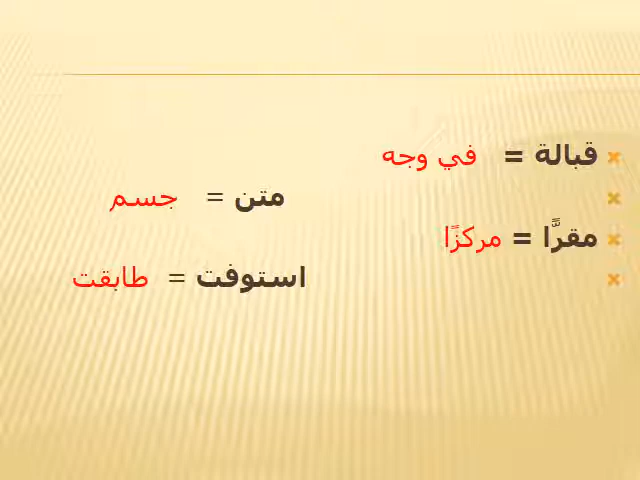 قبالة = في وجه
متن = جسم
مقرًّا = مركزًا
استوفت = طابقت